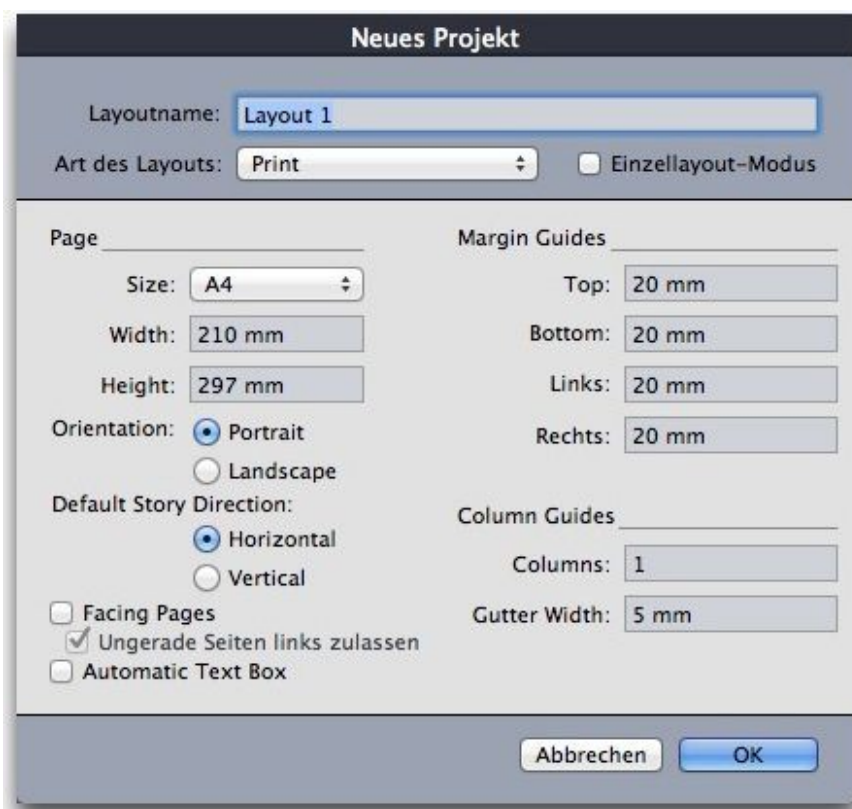 Neues Projekt
Layoutname: Layout 1
Art des Layouts: Print Einzellayout-Modus
Page
Size: A4
Width: 210 mm
Height: 297 mm
Orientation: Portrait
Landscape
Default Story Direction:
Horizontal
Vertical
Facing Pages
Ungerade Seiten links zulassen
Automatic Text Box
Margin Guides
Top: 20 mm
Bottom: 20 mm
Links: 20 mm
Rechts: 20 mm
Column Guides
Columns: 1
Gutter Width: 5 mm
Abbrechen OK